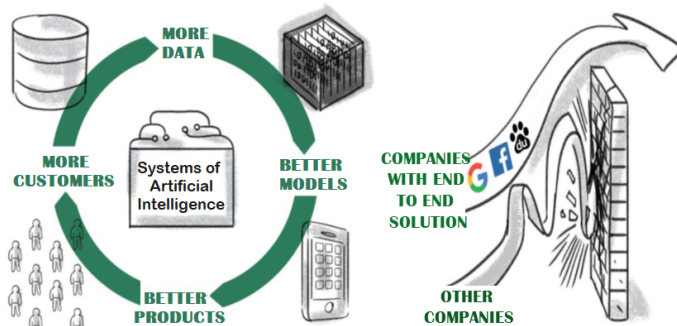 MORE
DATA
BETTER
MODELS
BETTER
PRODUCTS
MORE
CUSTOMERS
Systems of
Artificial
Intelligence
COMPANIES
WITH END
TO END
SOLUTION
G
f
du
OTHER
COMPANIES